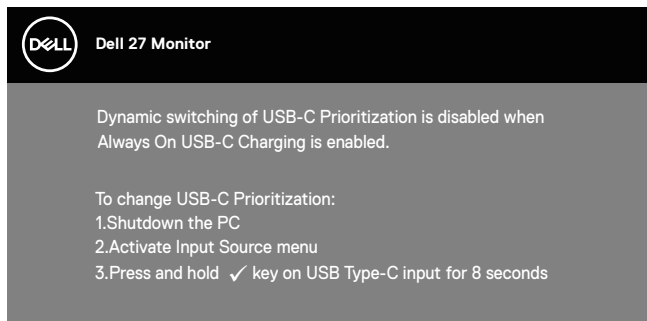 DELL
Dell 27 Monitor
Dynamic switching of USB-C Prioritization is disabled when
Always On USB-C Charging is enabled.
To change USB-C Prioritization:
1.Shutdown the PC
2.Activate Input Source menu
3.Press and hold ✓ key on USB Type-C input for 8 seconds